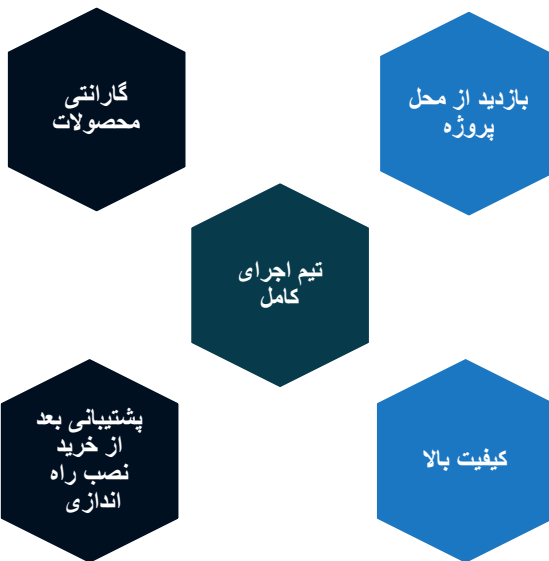 بازدید از محل
پروژه
گارانتی
محصولات
تیم اجرای
کامل
کیفیت بالا
پشتیبانی بعد
از خرید
نصب راه
اندازی